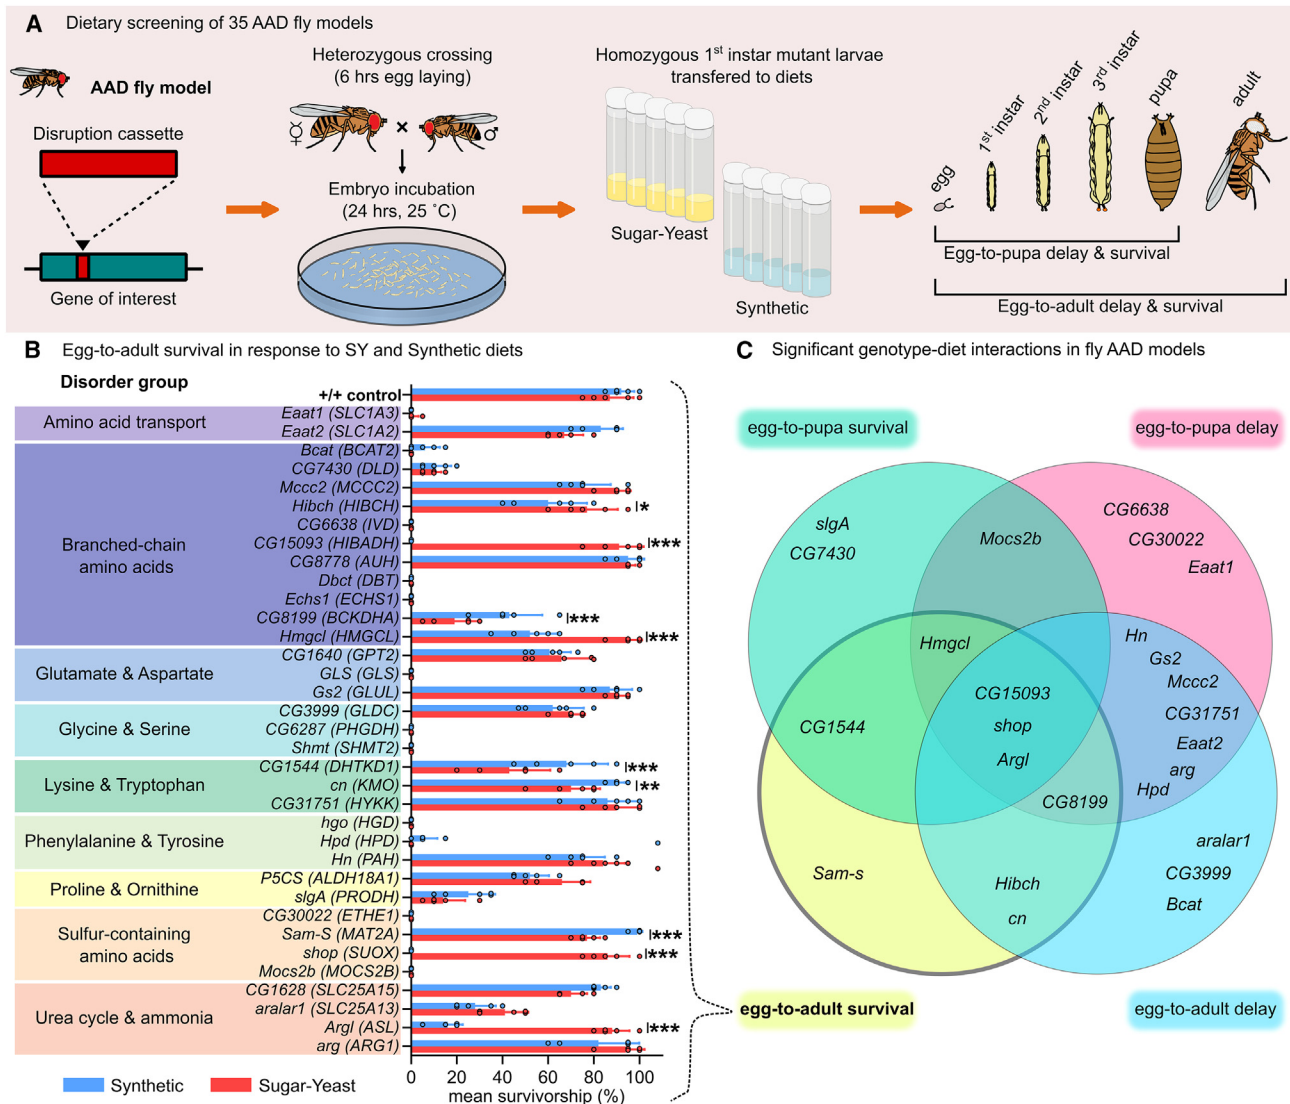 A Dietary screening of 35 AAD fly models
AAD fly model
Disruption cassette
Gene of interest
Heterozygous crossing
(6 hrs egg laying)
☿ × ♂
Embryo incubation
(24 hrs, 25 ˚C)
Homozygous 1st instar mutant larvae
transfered to diets
Sugar-Yeast
Synthetic
egg
1st instar
2nd instar
3rd instar
pupa
adult
Egg-to-pupa delay & survival
Egg-to-adult delay & survival
B Egg-to-adult survival in response to SY and Synthetic diets
Disorder group
+/+ control
Amino acid transport
Eaat1 (SLC1A3)
Eaat2 (SLC1A2)
Branched-chain
amino acids
Bcat (BCAT2)
CG7430 (DLD)
Mccc2 (MCCC2)
Hibch (HIBCH) *
CG6638 (IVD)
CG15093 (HIBADH) ***
CG8778 (AUH)
Dbct (DBT)
Echs1 (ECHS1)
CG8199 (BCKDHA) ***
Hmgcl (HMGCL) ***
Glutamate & Aspartate
CG1640 (GPT2)
GLS (GLS)
Gs2 (GLUL)
Glycine & Serine
CG3999 (GLDC)
CG6287 (PHGDH)
Shmt (SHMT2)
Lysine & Tryptophan
CG1544 (DHTKD1) ***
cn (KMO) **
CG31751 (HYKK)
Phenylalanine & Tyrosine
hgo (HGD)
Hpd (HPD)
Hn (PAH)
Proline & Ornithine
P5CS (ALDH18A1)
slgA (PRODH)
Sulfur-containing
amino acids
CG30022 (ETHE1)
Sam-S (MAT2A) ***
shop (SUOX) ***
Mocs2b (MOCS2B)
Urea cycle & ammonia
CG1628 (SLC25A15)
aralar1 (SLC25A13)
Argl (ASL) ***
arg (ARG1)
0 20 40 60 80 100
mean survivorship (%)
Synthetic
Sugar-Yeast
C Significant genotype-diet interactions in fly AAD models
egg-to-pupa survival
egg-to-pupa delay
slgA
CG7430
Mocs2b
CG6638
CG30022
Eaat1
Hmgcl
Hn
Gs2
Mccc2
CG31751
Eaat2
arg
Hpd
CG15093
shop
Argl
CG1544
CG8199
Sam-s
Hibch
cn
aralar1
CG3999
Bcat
egg-to-adult survival
egg-to-adult delay